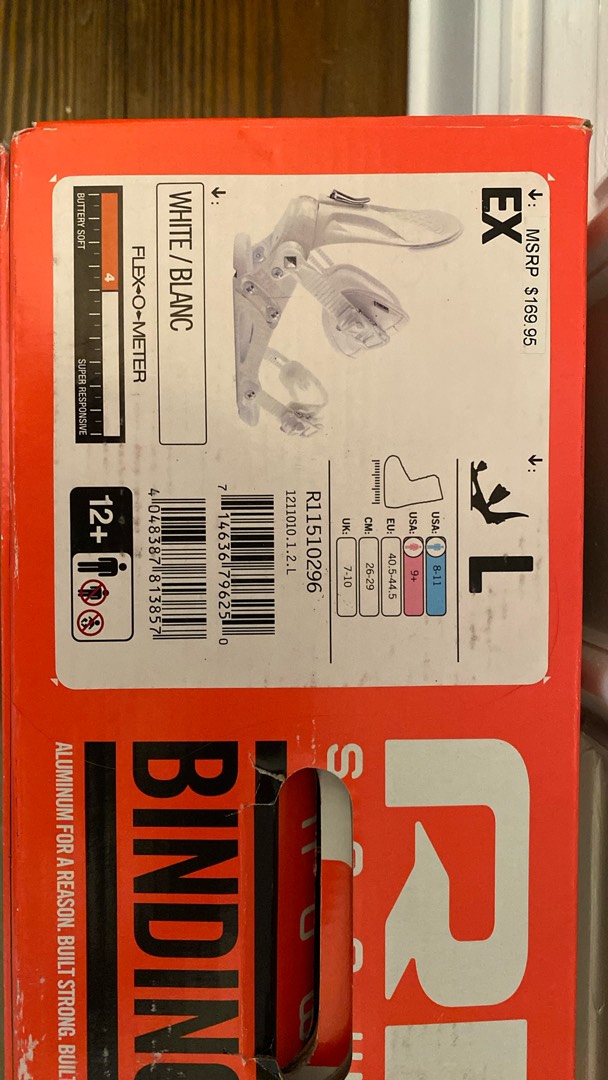 MSRP $169.95
EX
WHITE / BLANC
FLEX-O-METER
4
BUTTERY SOFT
SUPER RESPONSIVE
L
USA: 8-11
USA: 9+
EU: 40.5-44.5
CM: 26-29
UK: 7-10
R11510296
1211010.1.2.L
7 14636 79625 0
4 048387 813857
12+
BINDING
ALUMINUM FOR A REASON. BUILT STRONG.